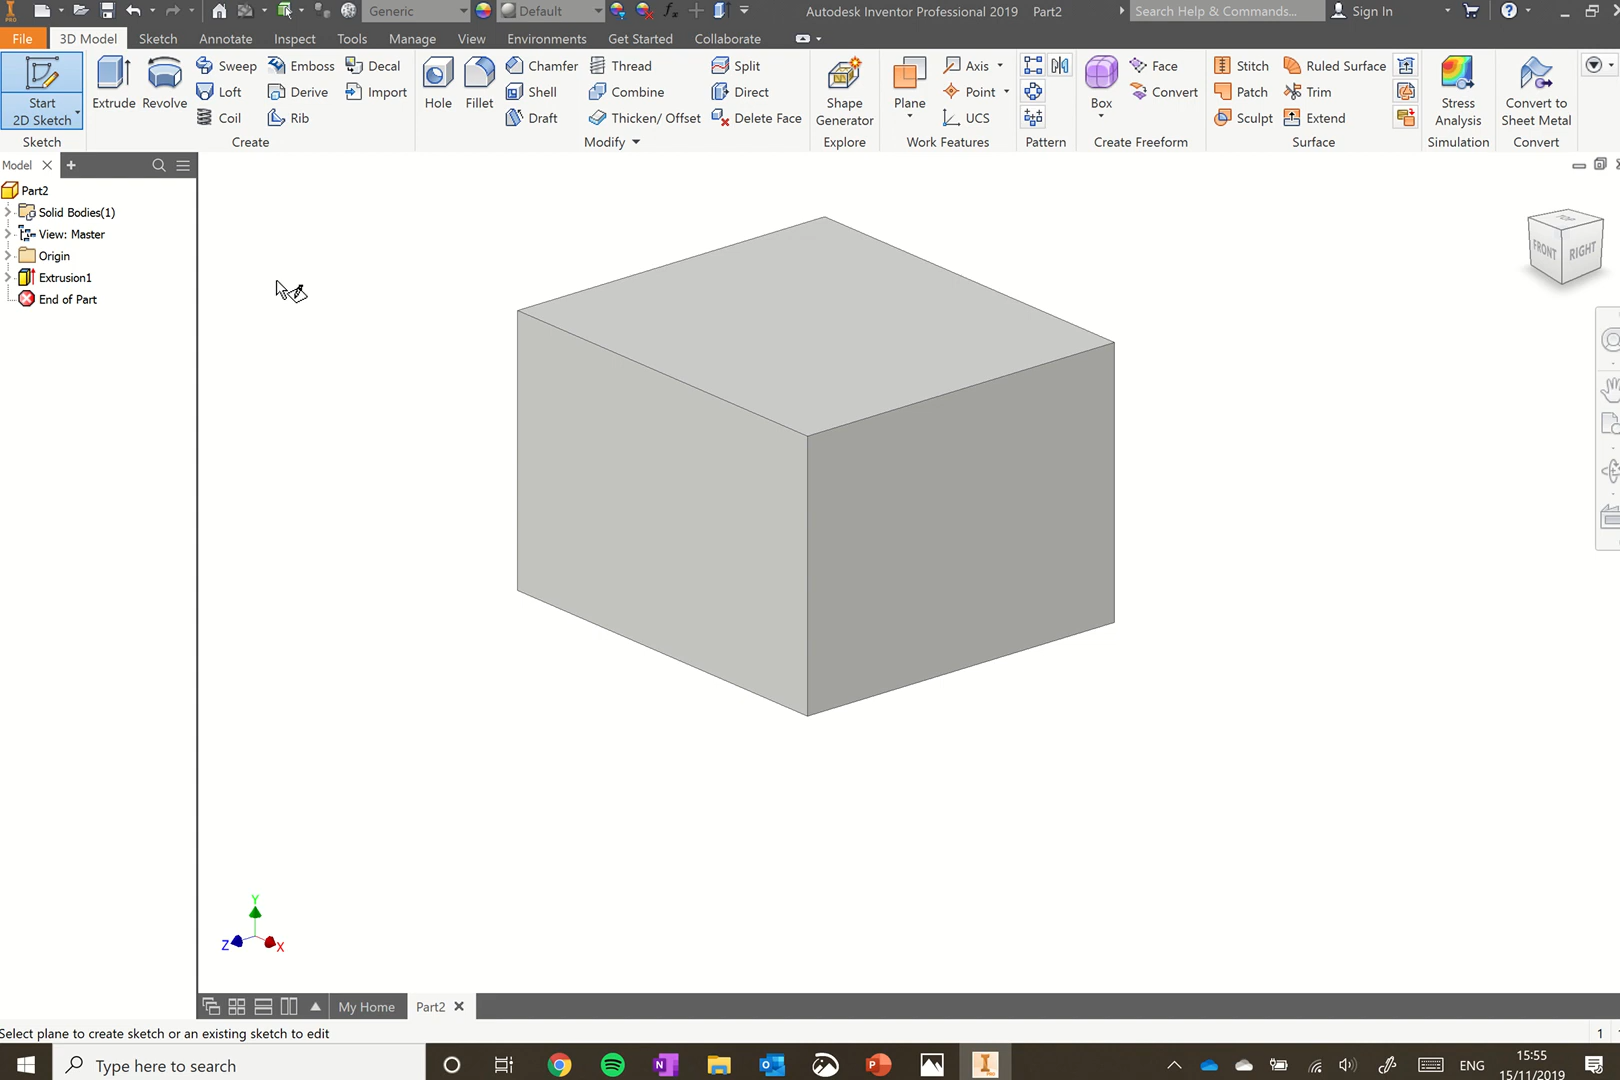 Generic
Default
Autodesk Inventor Professional 2019 Part2
Search Help & Commands...
Sign In
File
3D Model
Sketch
Annotate
Inspect
Tools
Manage
View
Environments
Get Started
Collaborate
Start
2D Sketch
Sketch
Extrude
Revolve
Sweep
Emboss
Decal
Loft
Derive
Import
Coil
Rib
Create
Hole
Fillet
Chamfer
Thread
Split
Shell
Combine
Direct
Draft
Thicken/ Offset
Delete Face
Modify
Shape
Generator
Explore
Plane
Axis
Point
UCS
Work Features
Pattern
Box
Face
Convert
Create Freeform
Stitch
Ruled Surface
Patch
Trim
Sculpt
Extend
Surface
Stress
Analysis
Simulation
Convert to
Sheet Metal
Convert
Model
Part2
Solid Bodies(1)
View: Master
Origin
Extrusion1
End of Part
TOP
FRONT
RIGHT
Y
Z
X
My Home
Part2
Select plane to create sketch or an existing sketch to edit
1
Type here to search
ENG
15:55
15/11/2019